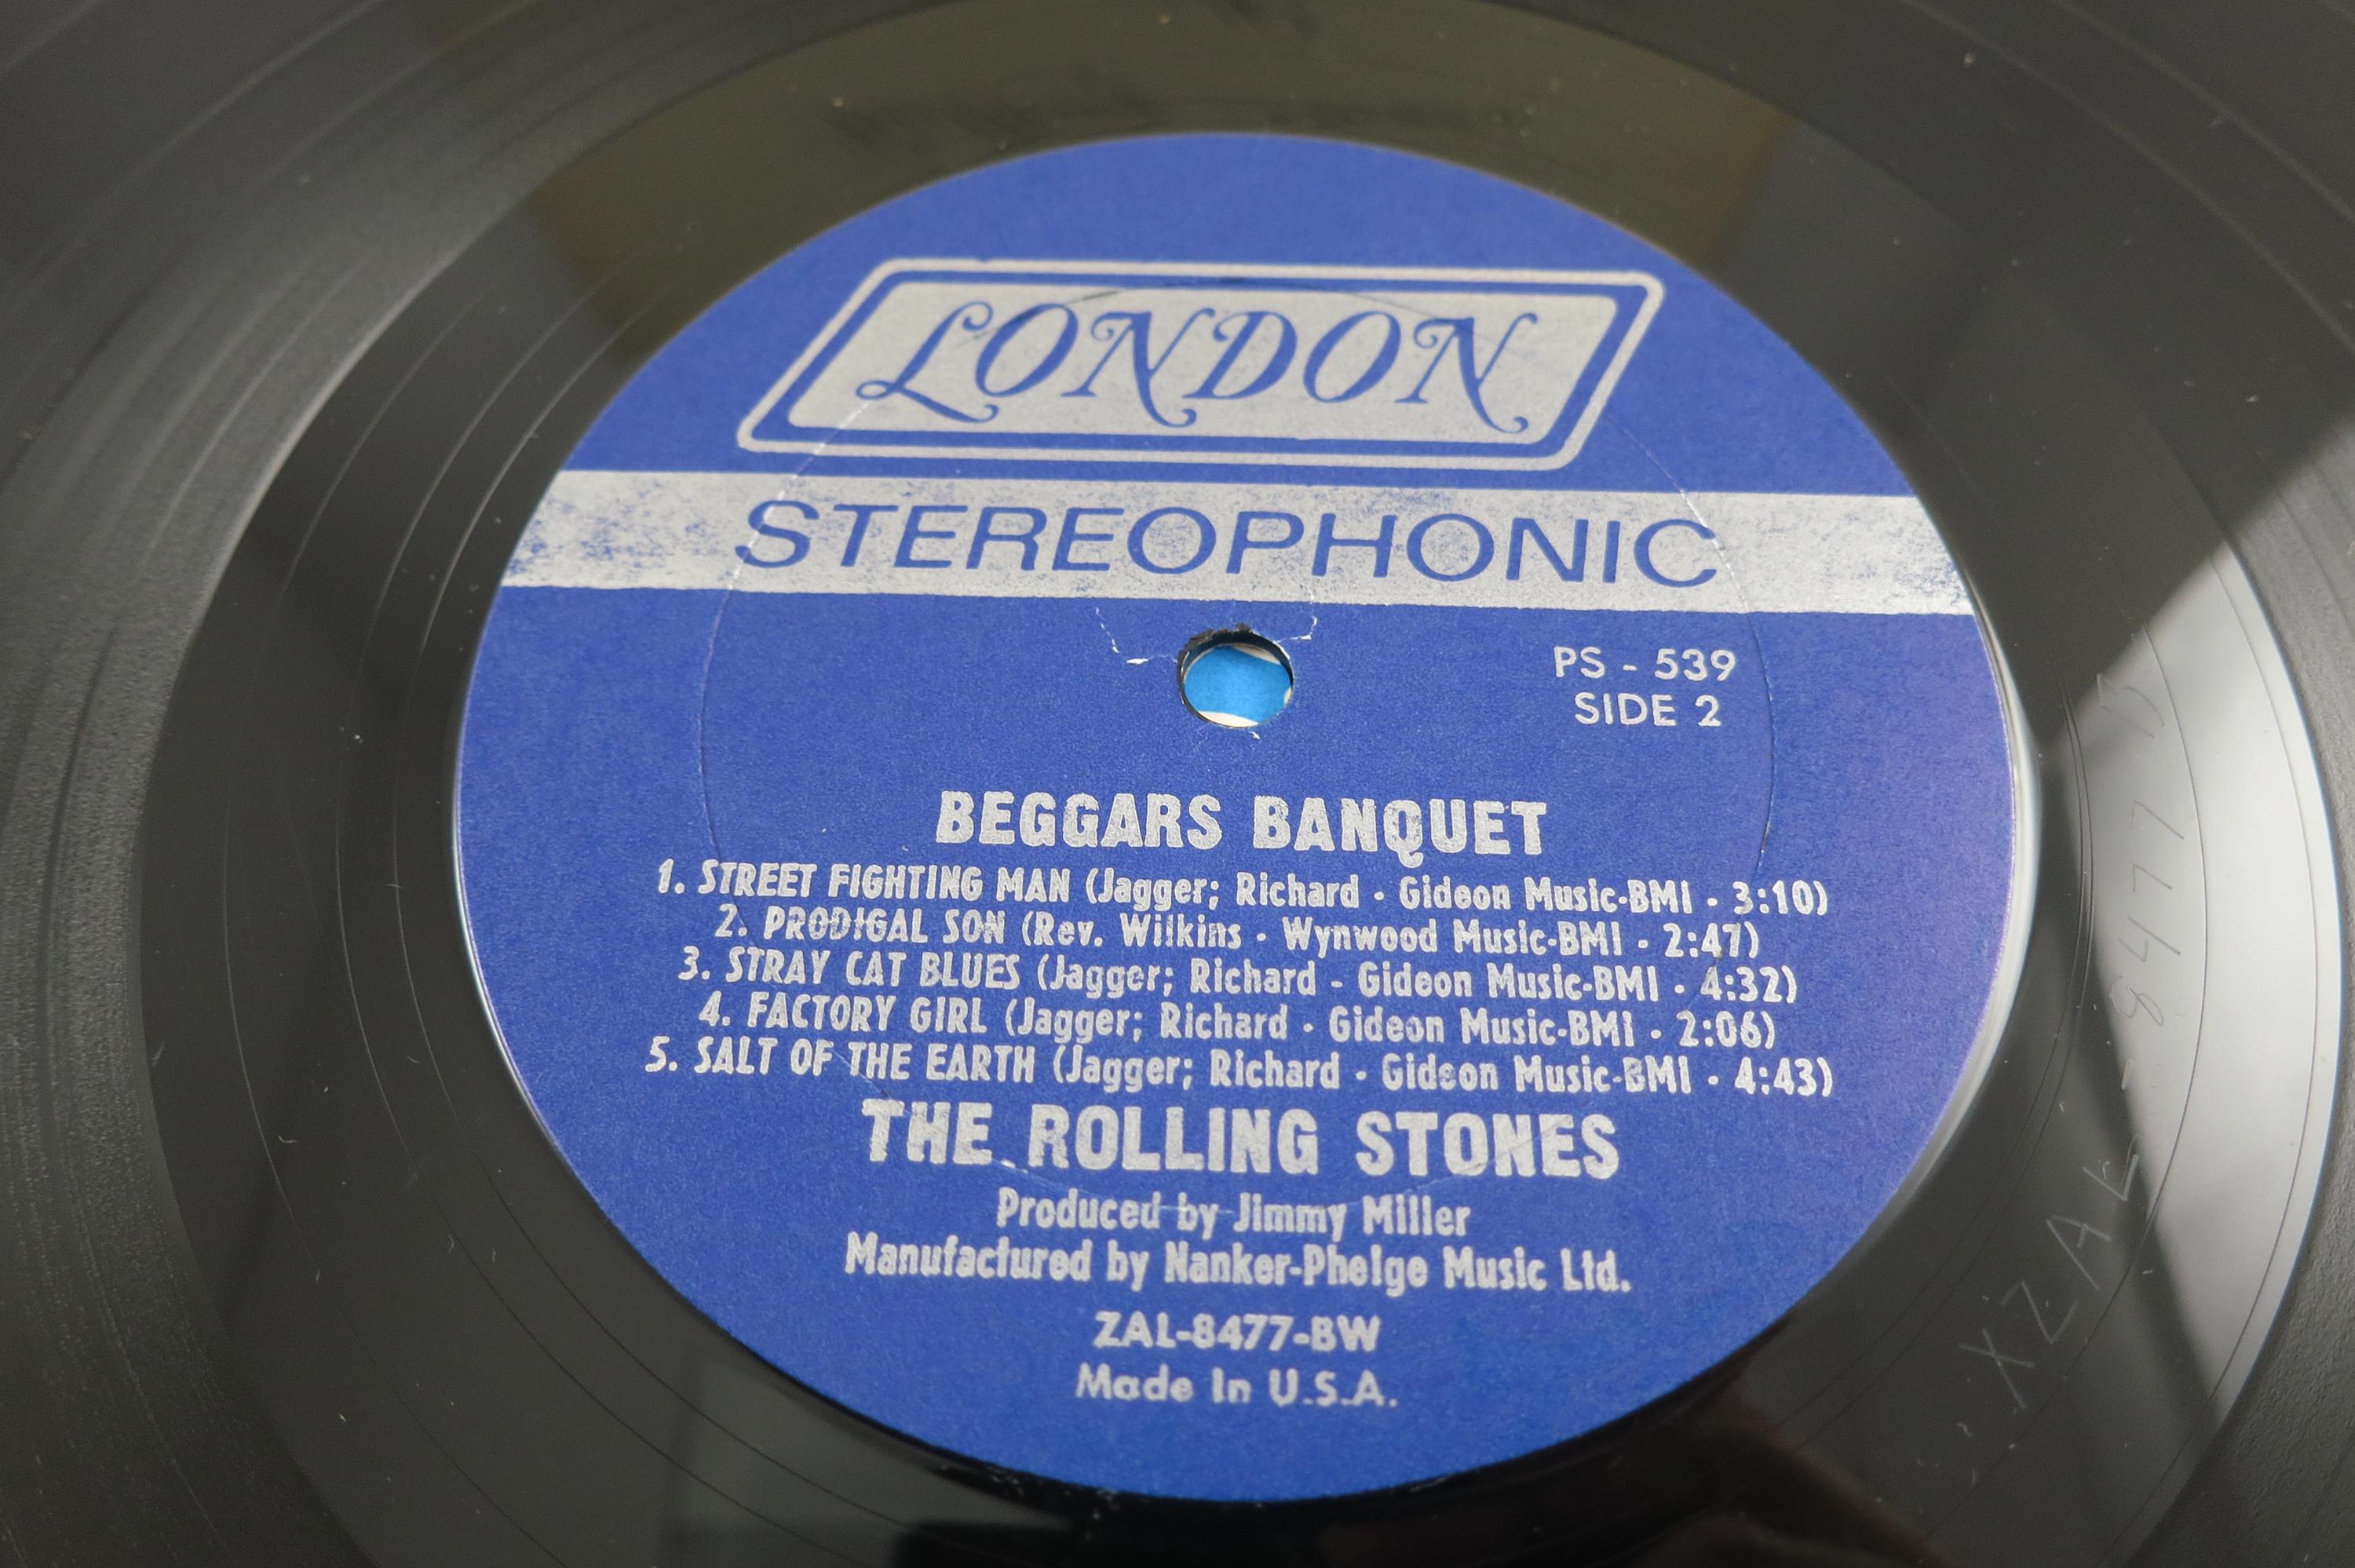 LONDON
STEREOPHONIC
PS - 539
SIDE 2
BEGGARS BANQUET
1. STREET FIGHTING MAN (Jagger; Richard - Gideon Music-BMI - 3:10)
2. PRODIGAL SON (Rev. Wilkins - Wynwood Music-BMI - 2:47)
3. STRAY CAT BLUES (Jagger; Richard - Gideon Music-BMI - 4:32)
4. FACTORY GIRL (Jagger; Richard - Gideon Music-BMI - 2:06)
5. SALT OF THE EARTH (Jagger; Richard - Gideon Music-BMI - 4:43)
THE ROLLING STONES
Produced by Jimmy Miller
Manufactured by Nanker-Phelge Music Ltd.
ZAL-8477-BW
Made In U.S.A.